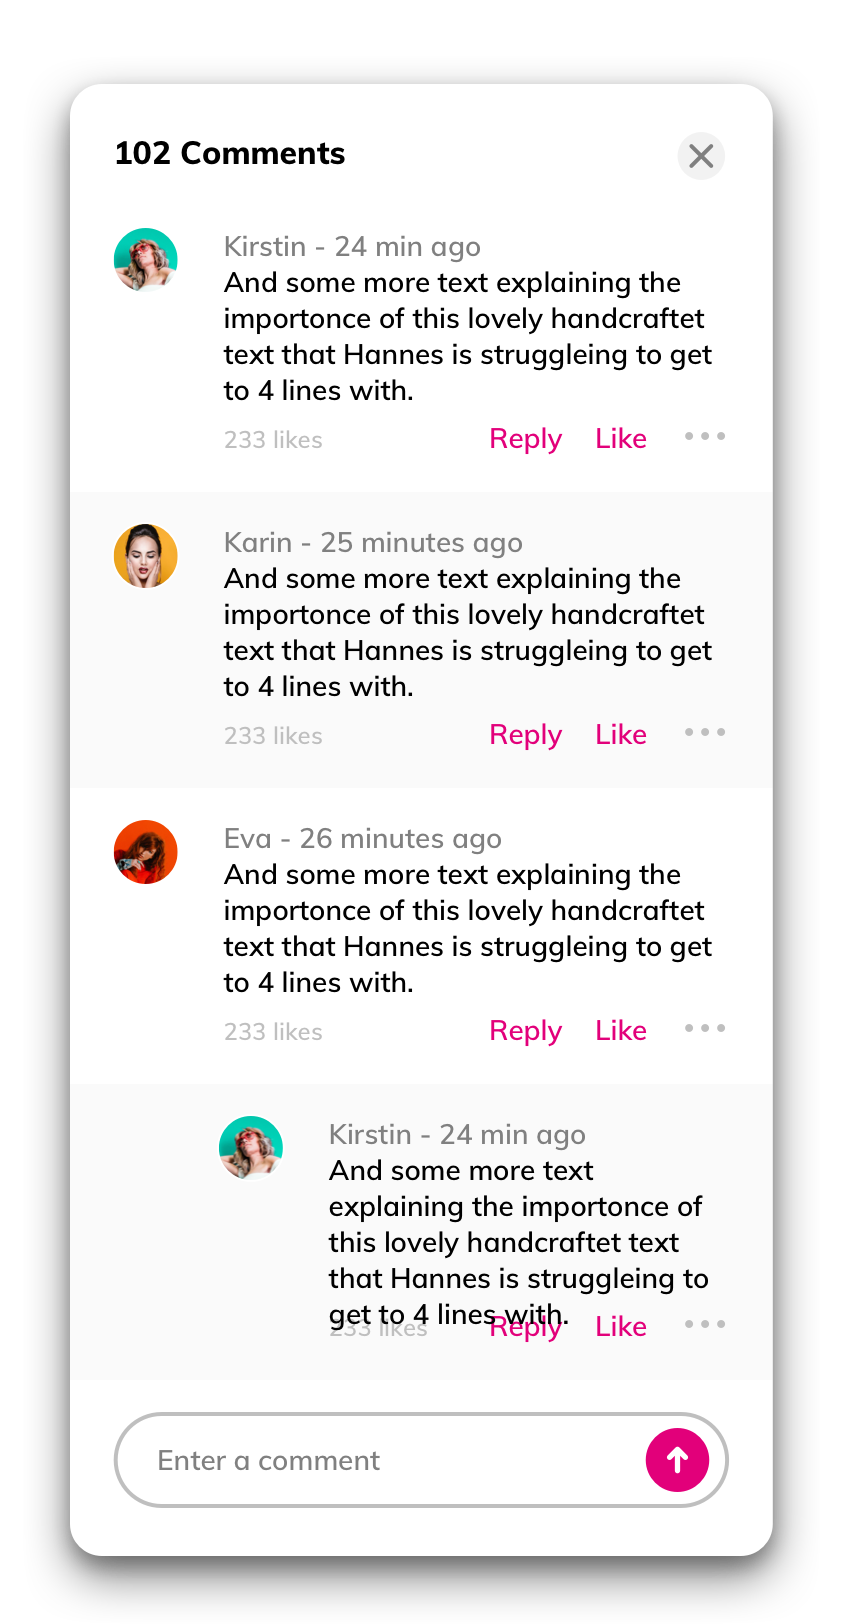 102 Comments
Kirstin - 24 min ago
And some more text explaining the
importonce of this lovely handcraftet
text that Hannes is struggleing to get
to 4 lines with.
233 likes Reply Like
Karin - 25 minutes ago
And some more text explaining the
importonce of this lovely handcraftet
text that Hannes is struggleing to get
to 4 lines with.
233 likes Reply Like
Eva - 26 minutes ago
And some more text explaining the
importonce of this lovely handcraftet
text that Hannes is struggleing to get
to 4 lines with.
233 likes Reply Like
Kirstin - 24 min ago
And some more text
explaining the importonce of
this lovely handcraftet text
that Hannes is struggleing to
get to 4 lines with.
233 likes Reply Like
Enter a comment